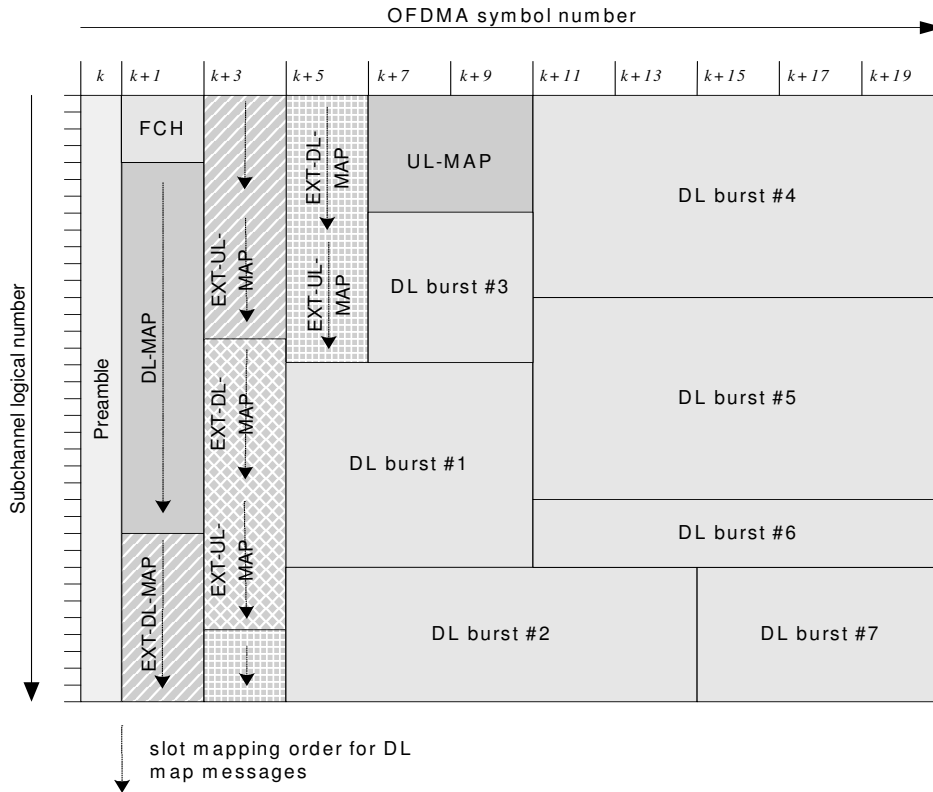 OFDMA symbol number
k
k+1
k+3
k+5
k+7
k+9
k+11
k+13
k+15
k+17
k+19
Subchannel logical number
Preamble
FCH
DL-MAP
EXT-DL-MAP
EXT-UL-
MAP
EXT-DL-
MAP
EXT-UL-
MAP
EXT-DL-
MAP
EXT-UL-
MAP
UL-MAP
DL burst #3
DL burst #1
DL burst #2
DL burst #4
DL burst #5
DL burst #6
DL burst #7
slot mapping order for DL
map messages